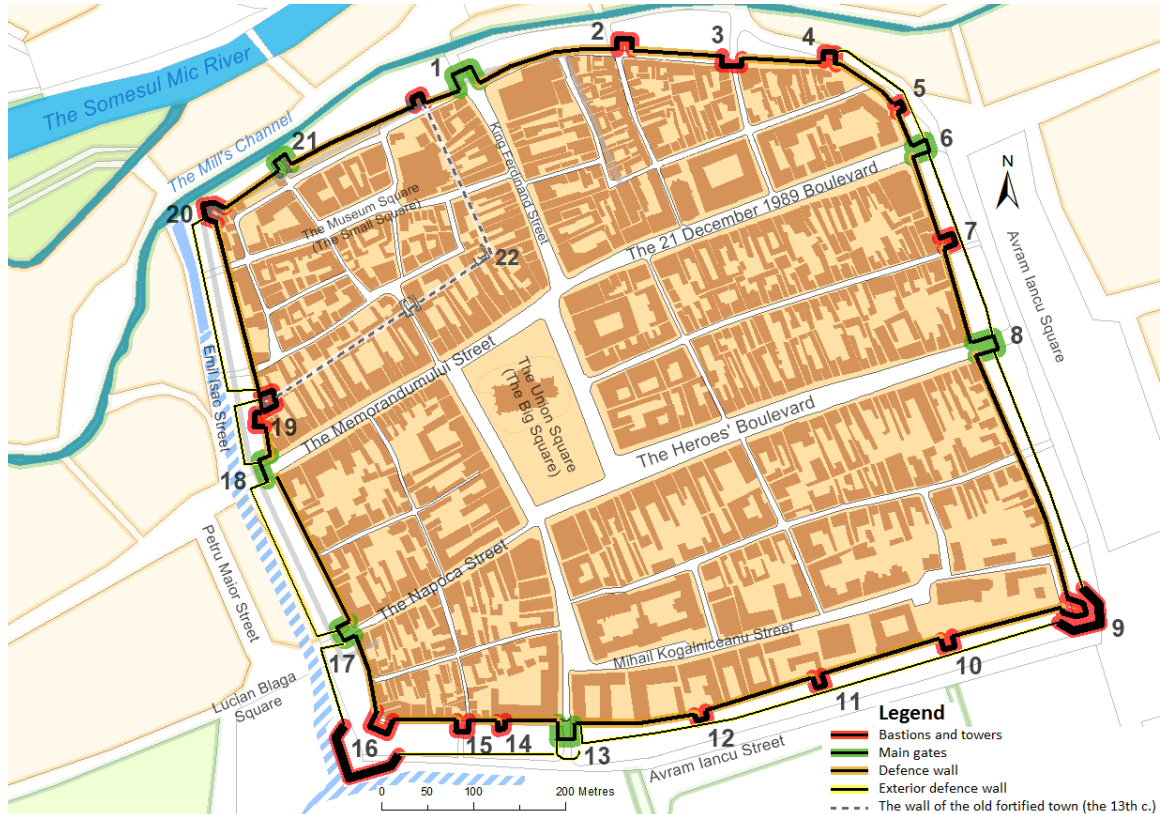 2
3
4
1
5
6
The Somesul Mic River
The Mill's Channel
21
King Ferdinand Street
N
The Museum Square
(The Small Square)
20
The 21 December 1989 Boulevard
7
22
Avram Iancu Square
8
Emil Isac Street
The Memorandumului Street
The Union Square
(The Big Square)
19
The Heroes' Boulevard
18
Petru Maior Street
The Napoca Street
17
9
Mihail Kogalniceanu Street
10
Lucian Blaga
Square
11
16
15
14
13
12
Avram Iancu Street
0 50 100 200 Metres
Legend
Bastions and towers
Main gates
Defence wall
Exterior defence wall
The wall of the old fortified town (the 13th c.)